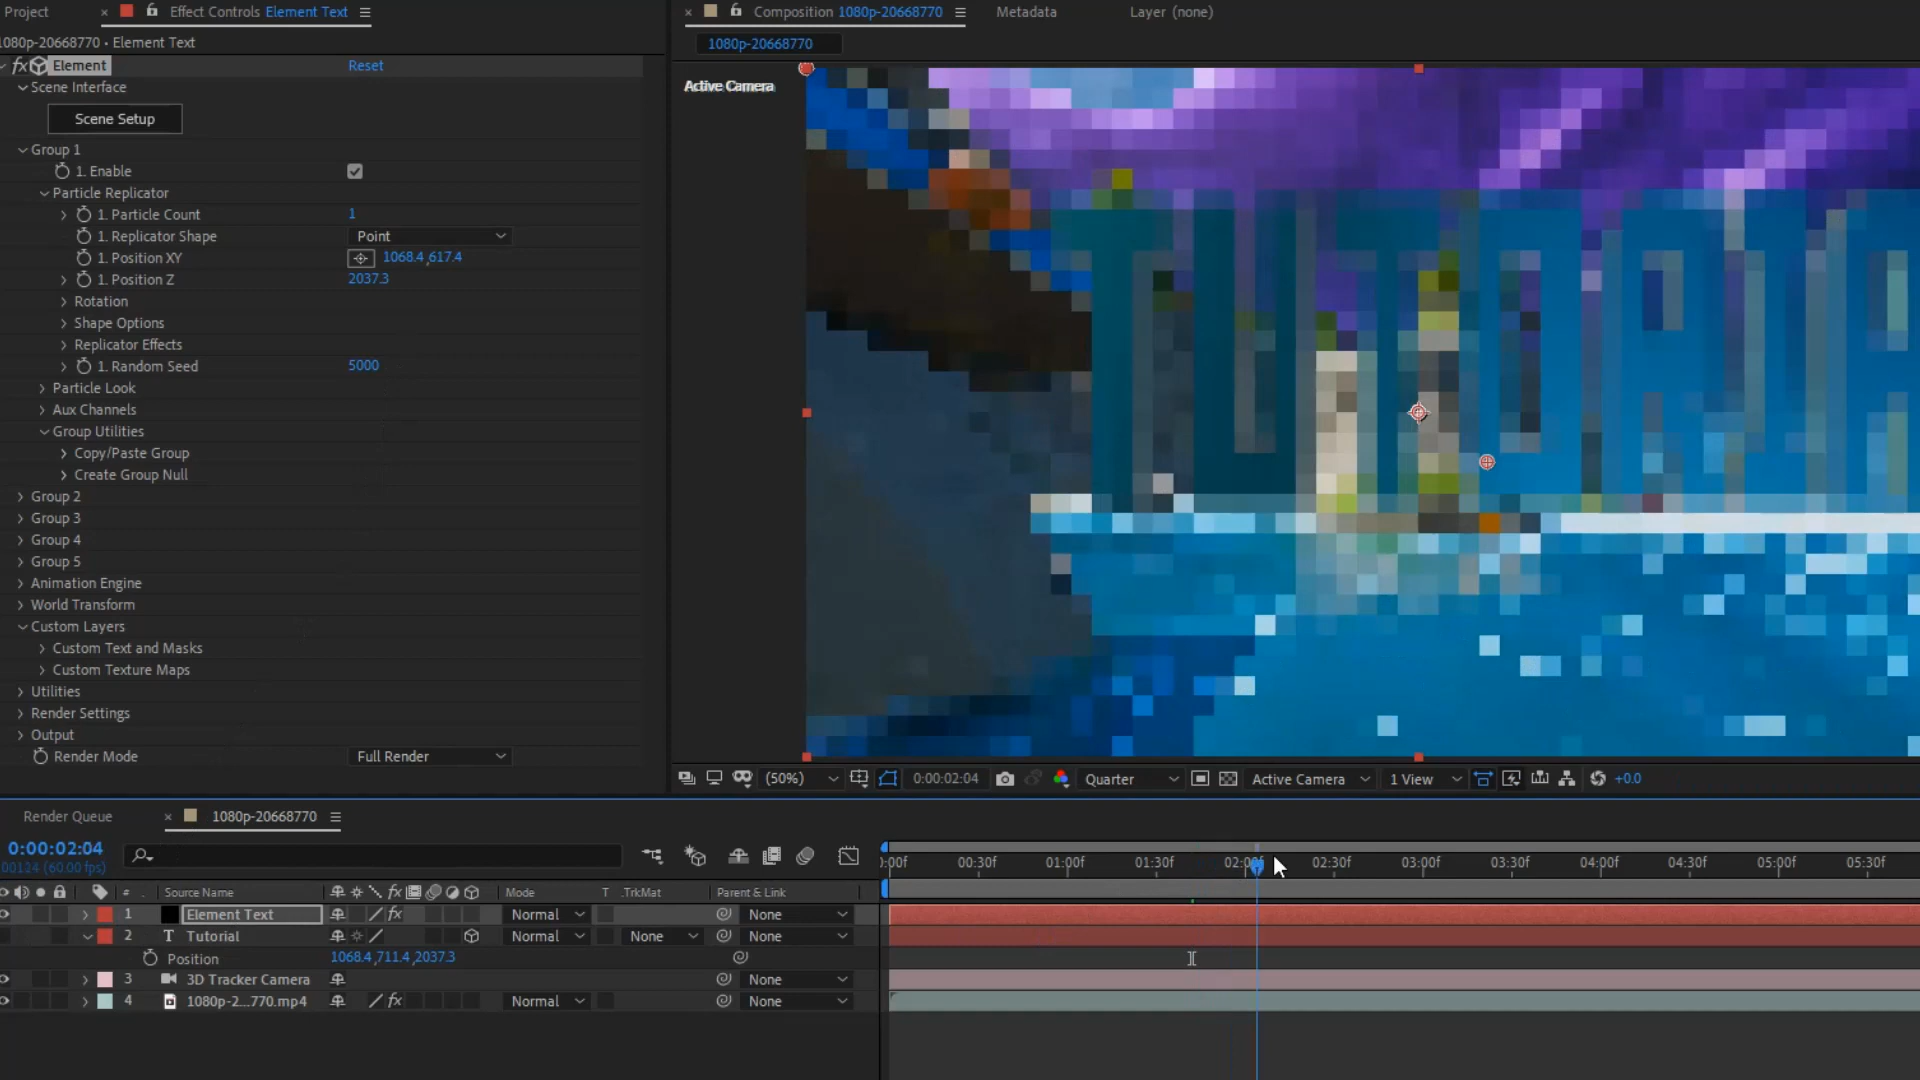 Project
Effect Controls Element Text
1080p-20668770 • Element Text
fx Element Reset
Scene Interface
Scene Setup
Group 1
1. Enable
Particle Replicator
1. Particle Count 1
1. Replicator Shape Point
1. Position XY 1068.4,617.4
1. Position Z 2037.3
Rotation
Shape Options
Replicator Effects
1. Random Seed 5000
Particle Look
Aux Channels
Group Utilities
Copy/Paste Group
Create Group Null
Group 2
Group 3
Group 4
Group 5
Animation Engine
World Transform
Custom Layers
Custom Text and Masks
Custom Texture Maps
Utilities
Render Settings
Output
Render Mode Full Render
Composition 1080p-20668770 Metadata Layer (none)
1080p-20668770
Active Camera
(50%) 0:00:02:04 Quarter Active Camera 1 View +0.0
Render Queue 1080p-20668770
0:00:02:04
00124 (60.00 fps)
:00f 00:30f 01:00f 01:30f 02:00f 02:30f 03:00f 03:30f 04:00f 04:30f 05:00f 05:30f
# Source Name fx Mode T .TrkMat Parent & Link
1 Element Text fx Normal None
2 T Tutorial Normal None None
Position 1068.4,711.4,2037.3
3 3D Tracker Camera None
4 1080p-2...770.mp4 fx Normal None